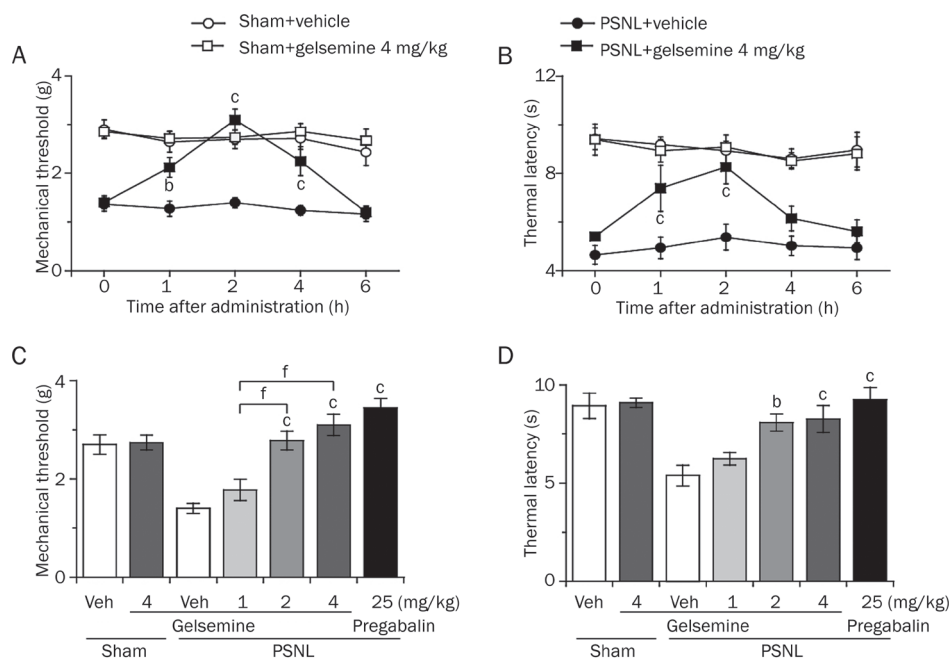 Sham+vehicle
Sham+gelsemine 4 mg/kg
PSNL+vehicle
PSNL+gelsemine 4 mg/kg
A
Mechanical threshold (g)
4
3
2
1
0
c
b
c
0 1 2 4 6
Time after administration (h)
B
Thermal latency (s)
12
8
4
c
c
0 1 2 4 6
Time after administration (h)
C
Mechanical threshold (g)
4
2
0
f
f
c
c
c
Veh 4 Veh 1 2 4 25 (mg/kg)
Gelsemine Pregabalin
Sham PSNL
D
Thermal latency (s)
10
5
0
b
c
c
Veh 4 Veh 1 2 4 25 (mg/kg)
Gelsemine Pregabalin
Sham PSNL